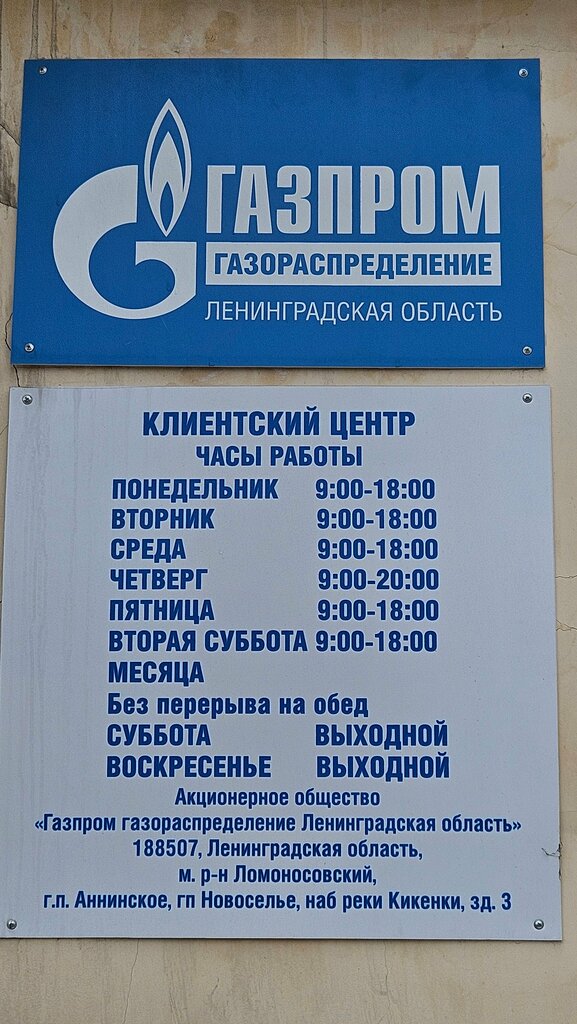 ГАЗПРОМ
ГАЗОРАСПРЕДЕЛЕНИЕ
ЛЕНИНГРАДСКАЯ ОБЛАСТЬ
КЛИЕНТСКИЙ ЦЕНТР
ЧАСЫ РАБОТЫ
ПОНЕДЕЛЬНИК 9:00-18:00
ВТОРНИК 9:00-18:00
СРЕДА 9:00-18:00
ЧЕТВЕРГ 9:00-20:00
ПЯТНИЦА 9:00-18:00
ВТОРАЯ СУББОТА 9:00-18:00
МЕСЯЦА
Без перерыва на обед
СУББОТА ВЫХОДНОЙ
ВОСКРЕСЕНЬЕ ВЫХОДНОЙ
Акционерное общество
«Газпром газораспределение Ленинградская область»
188507, Ленинградская область,
м. р-н Ломоносовский,
г.п. Аннинское, гп Новоселье, наб реки Кикенки, зд. 3